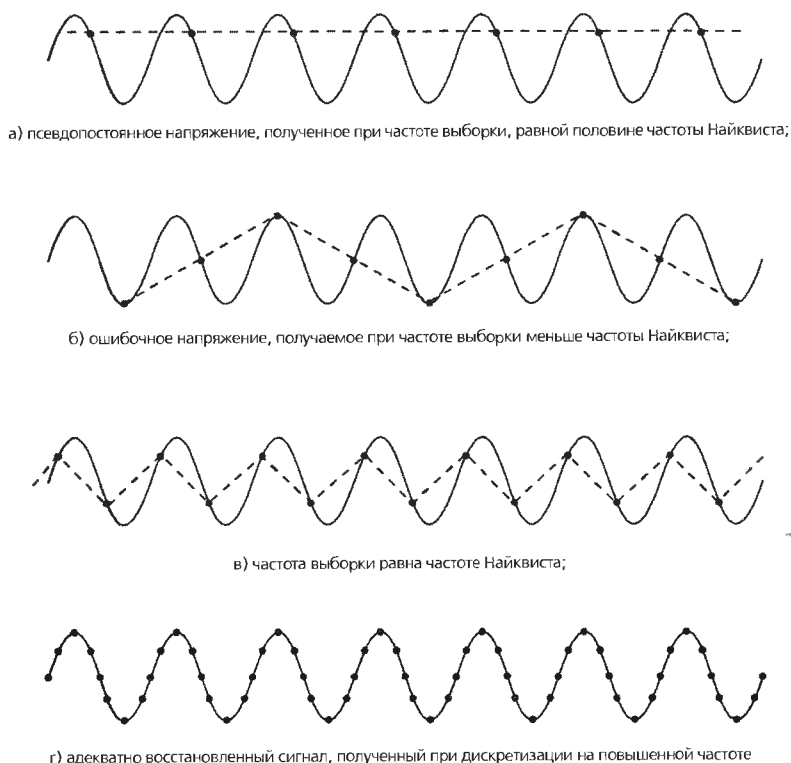 а) псевдопостоянное напряжение, полученное при частоте выборки, равной половине частоты Найквиста;
б) ошибочное напряжение, получаемое при частоте выборки меньше частоты Найквиста;
в) частота выборки равна частоте Найквиста;
г) адекватно восстановленный сигнал, полученный при дискретизации на повышенной частоте